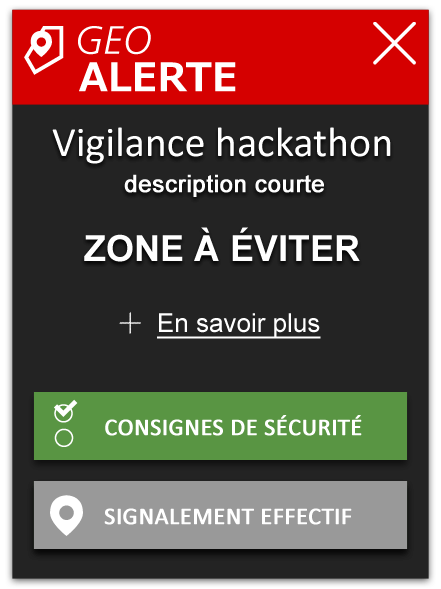 GEO
ALERTE
Vigilance hackathon
description courte
ZONE À ÉVITER
+ En savoir plus
CONSIGNES DE SÉCURITÉ
SIGNALEMENT EFFECTIF